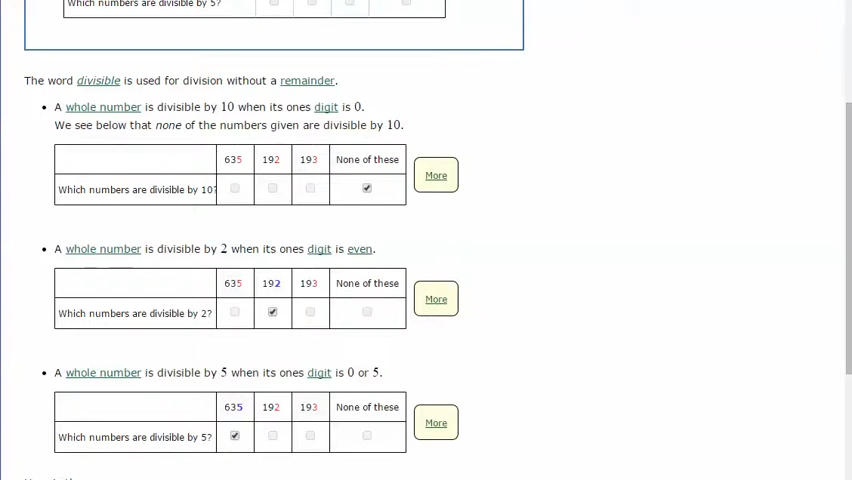 Which numbers are divisible by 5?
The word divisible is used for division without a remainder.
• A whole number is divisible by 10 when its ones digit is 0.
We see below that none of the numbers given are divisible by 10.
635 192 193 None of these
Which numbers are divisible by 10?
More
• A whole number is divisible by 2 when its ones digit is even.
635 192 193 None of these
Which numbers are divisible by 2?
More
• A whole number is divisible by 5 when its ones digit is 0 or 5.
635 192 193 None of these
Which numbers are divisible by 5?
More